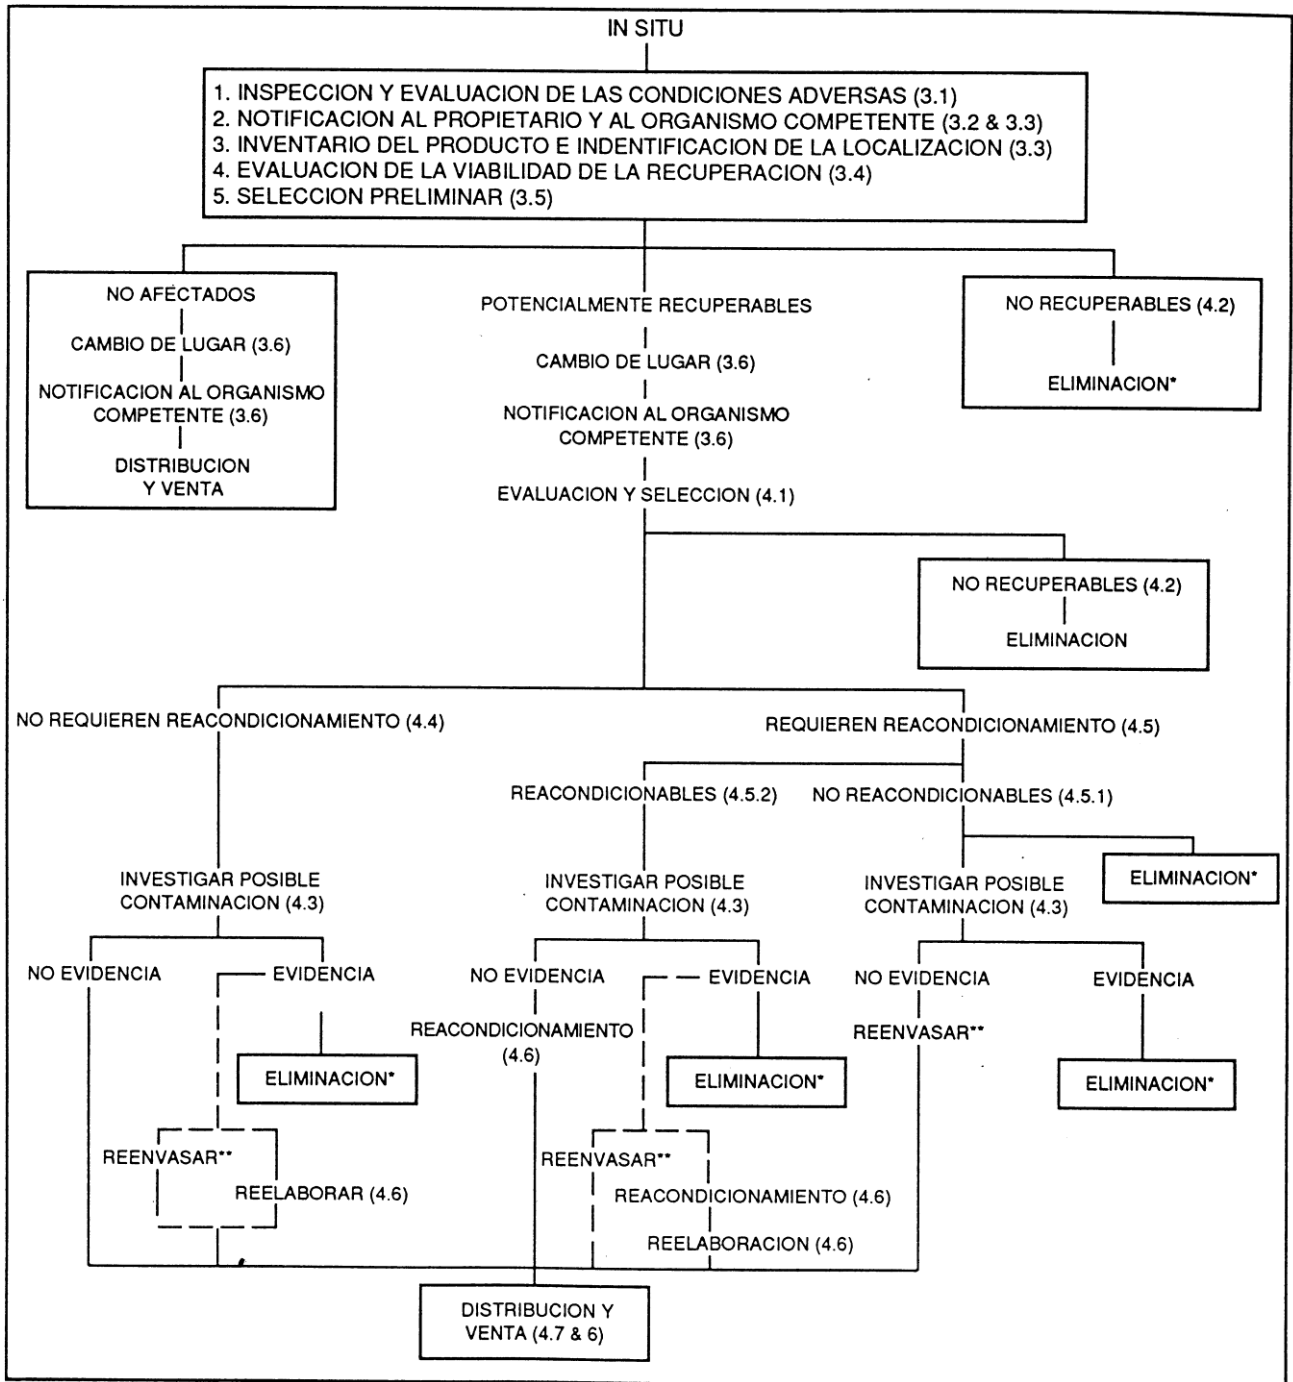 IN SITU
1. INSPECCION Y EVALUACION DE LAS CONDICIONES ADVERSAS (3.1)
2. NOTIFICACION AL PROPIETARIO Y AL ORGANISMO COMPETENTE (3.2 & 3.3)
3. INVENTARIO DEL PRODUCTO E INDENTIFICACION DE LA LOCALIZACION (3.3)
4. EVALUACION DE LA VIABILIDAD DE LA RECUPERACION (3.4)
5. SELECCION PRELIMINAR (3.5)
NO AFECTADOS
CAMBIO DE LUGAR (3.6)
NOTIFICACION AL ORGANISMO
COMPETENTE (3.6)
DISTRIBUCION
Y VENTA
POTENCIALMENTE RECUPERABLES
CAMBIO DE LUGAR (3.6)
NOTIFICACION AL ORGANISMO
COMPETENTE (3.6)
EVALUACION Y SELECCION (4.1)
NO RECUPERABLES (4.2)
ELIMINACION*
NO RECUPERABLES (4.2)
ELIMINACION
NO REQUIEREN REACONDICIONAMIENTO (4.4)
REQUIEREN REACONDICIONAMIENTO (4.5)
REACONDICIONABLES (4.5.2)
NO REACONDICIONABLES (4.5.1)
ELIMINACION*
INVESTIGAR POSIBLE
CONTAMINACION (4.3)
INVESTIGAR POSIBLE
CONTAMINACION (4.3)
INVESTIGAR POSIBLE
CONTAMINACION (4.3)
NO EVIDENCIA
EVIDENCIA
NO EVIDENCIA
EVIDENCIA
NO EVIDENCIA
EVIDENCIA
REACONDICIONAMIENTO
(4.6)
REENVASAR**
ELIMINACION*
ELIMINACION*
ELIMINACION*
REENVASAR**
REELABORAR (4.6)
REENVASAR**
REACONDICIONAMIENTO (4.6)
REELABORACION (4.6)
DISTRIBUCION Y
VENTA (4.7 & 6)